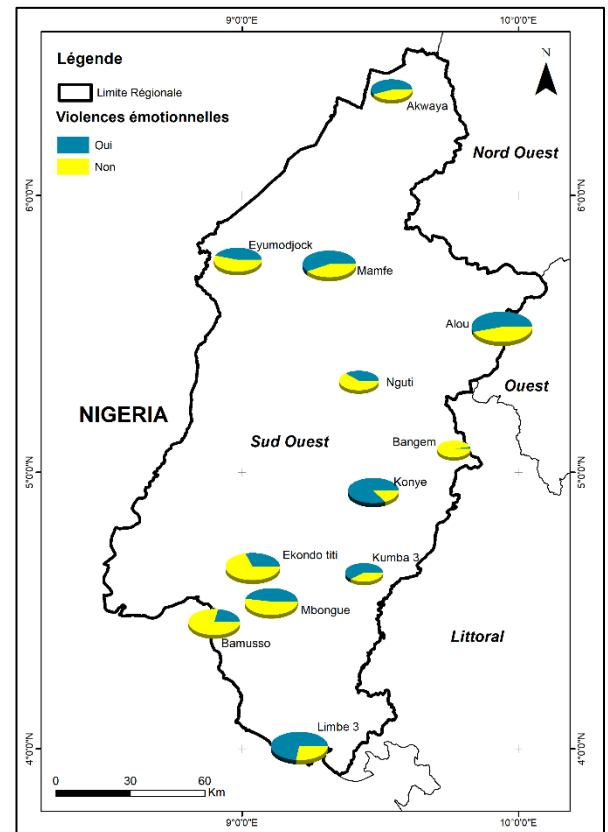 9°0'0"E
10°0'0"E
Légende
Limite Régionale
Violences émotionnelles
Oui
Non
N
Akwaya
Nord Ouest
6°0'0"N
6°0'0"N
Eyumodjock
Mamfe
Alou
Nguti
Ouest
NIGERIA
Sud Ouest
Bangem
5°0'0"N
5°0'0"N
Konye
Ekondo titi
Kumba 3
Mbongue
Bamusso
Littoral
Limbe 3
4°0'0"N
4°0'0"N
0
30
60
Km
9°0'0"E
10°0'0"E